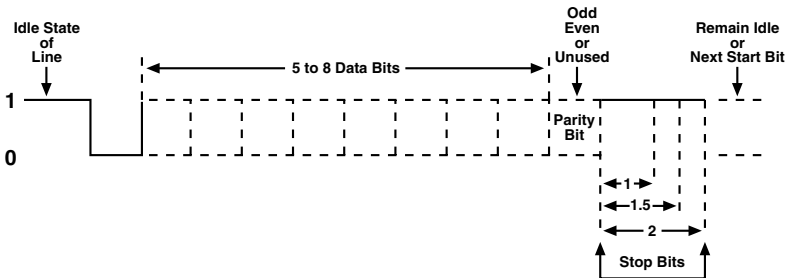 Idle State
of
Line
5 to 8 Data Bits
Odd
Even
or
Unused
Remain Idle
or
Next Start Bit
1
0
Parity
Bit
1
1.5
2
Stop Bits